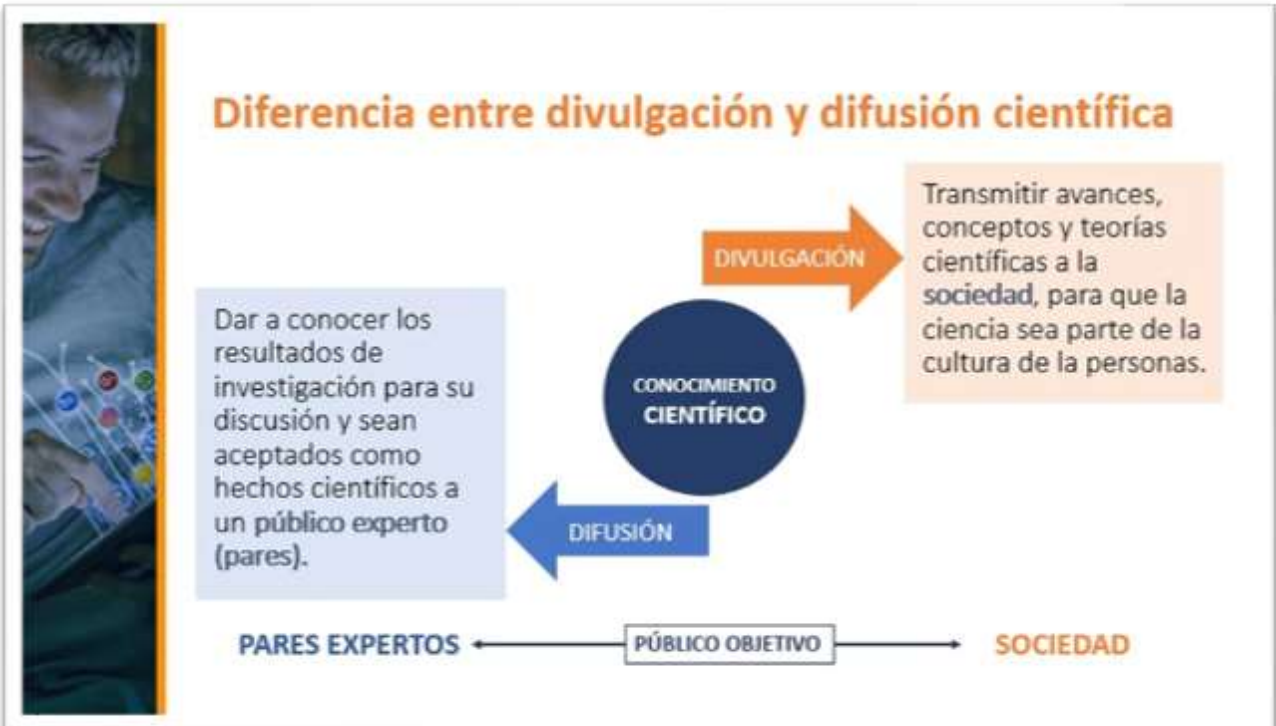 Diferencia entre divulgación y difusión científica
DIVULGACIÓN
Transmitir avances,
conceptos y teorías
científicas a la
sociedad, para que la
ciencia sea parte de la
cultura de la personas.
Dar a conocer los
resultados de
investigación para su
discusión y sean
aceptados como
hechos científicos a
un público experto
(pares).
CONOCIMIENTO
CIENTÍFICO
DIFUSIÓN
PARES EXPERTOS
PÚBLICO OBJETIVO
SOCIEDAD